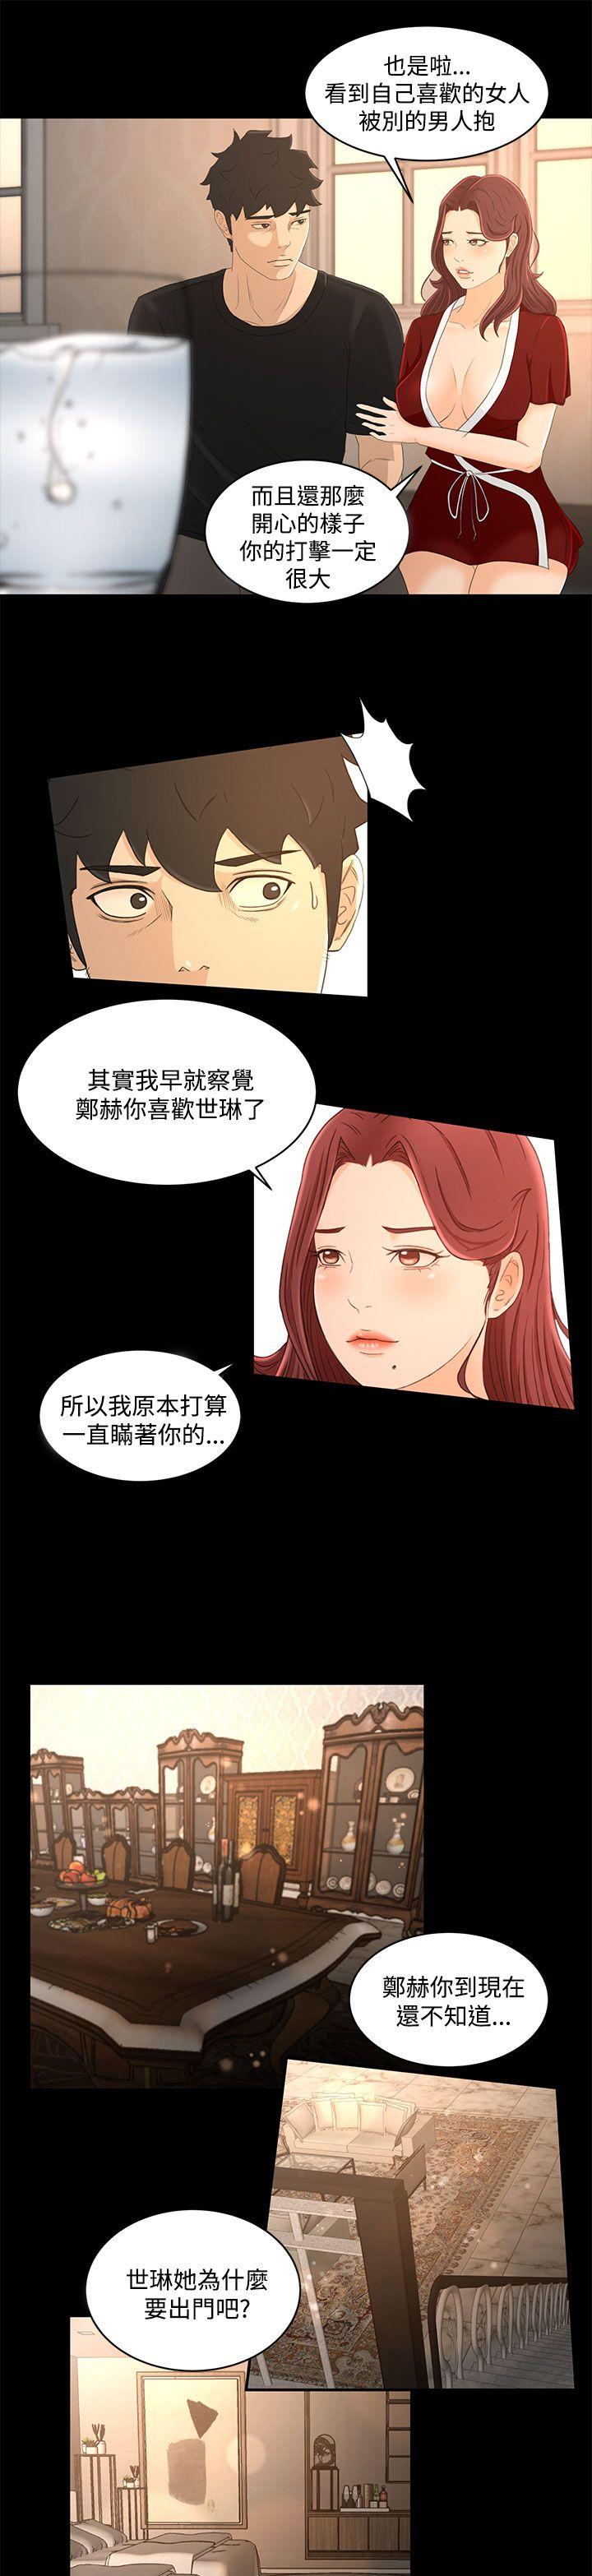 也是啦...
看到自己喜歡的女人
被別的男人抱
而且還那麼
開心的樣子
你的打擊一定
很大
其實我早就察覺
鄭赫你喜歡世琳了
所以我原本打算
一直瞞著你的...
鄭赫你到現在
還不知道...
世琳她為什麼
要出門吧?